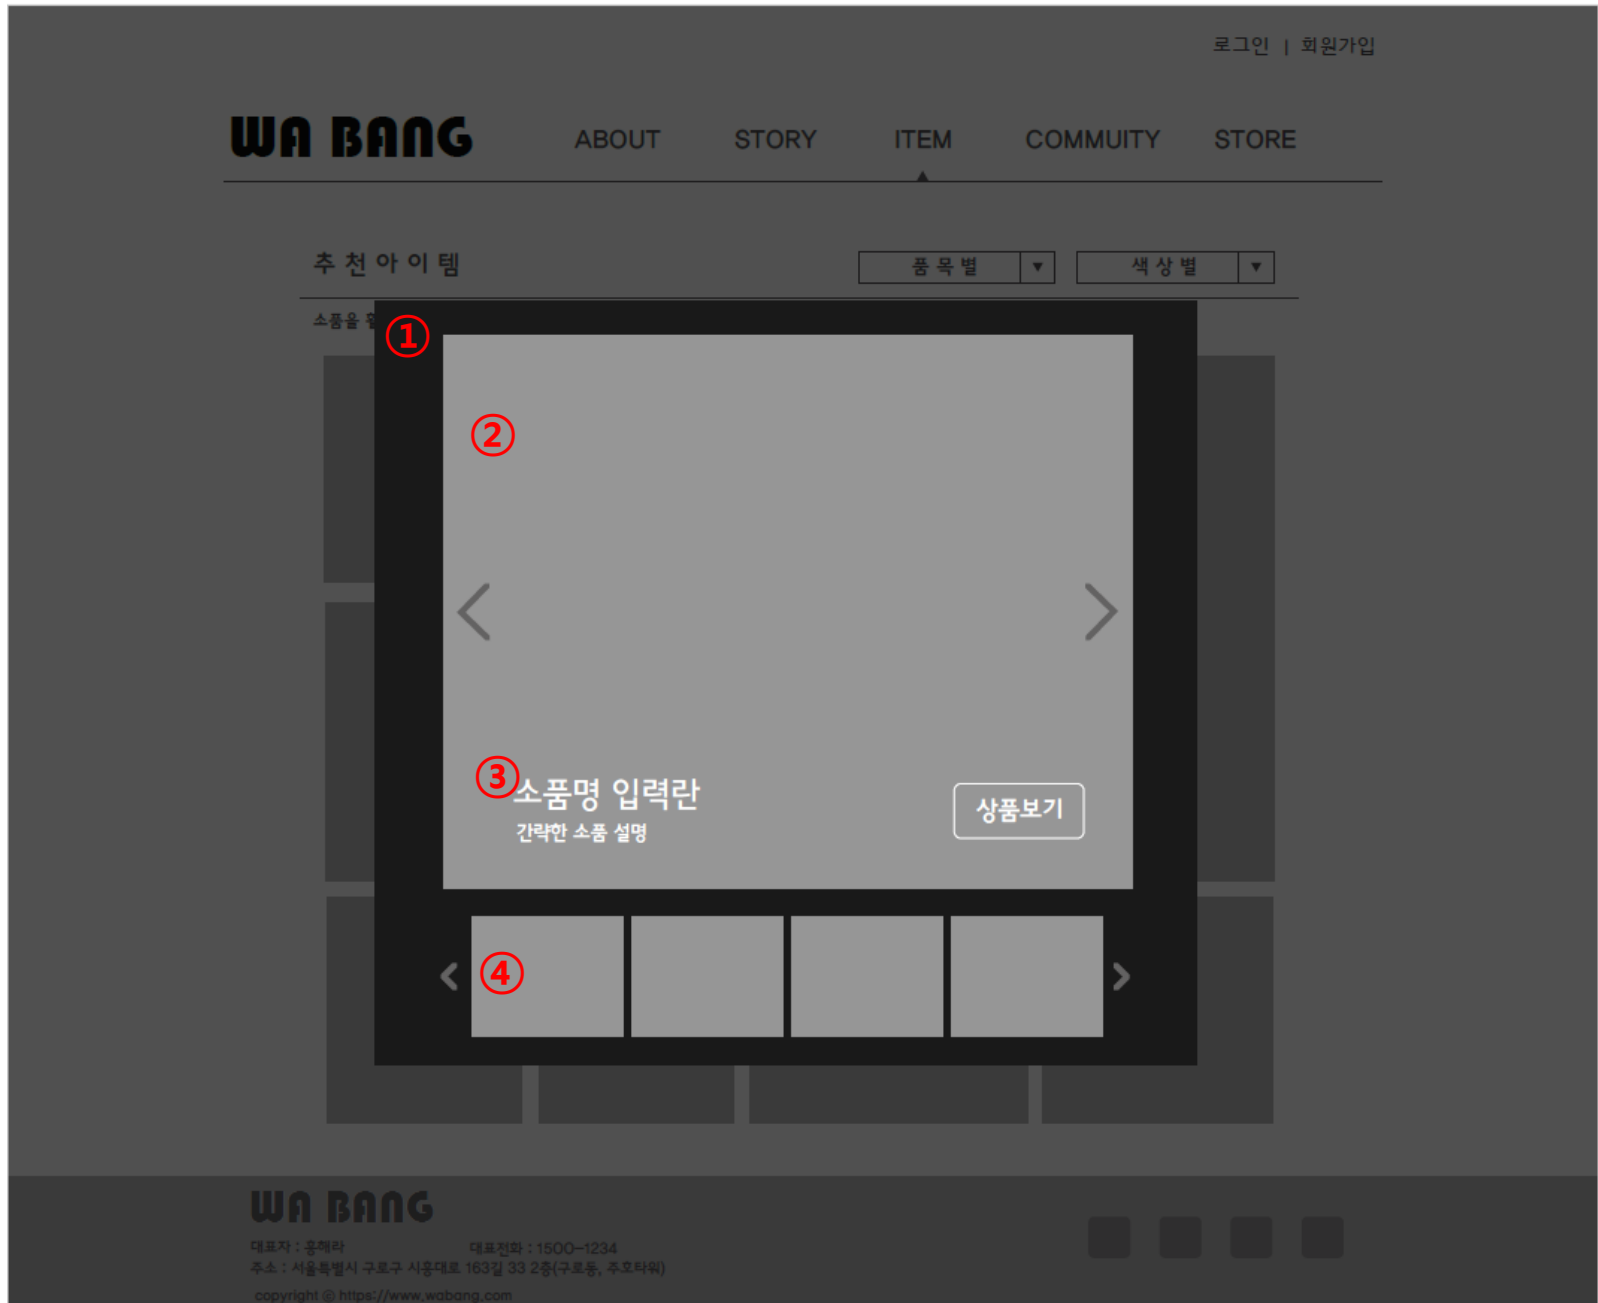 로그인 | 회원가입
WA BANG
ABOUT STORY ITEM COMMUITY STORE
추천아이템
품목별 ▼ 색상별 ▼
소품을
①
②
③
소품명 입력란
간략한 소품 설명
상품보기
④
WA BANG
대표자 : 홍해라 대표전화 : 1500-1234
주소 : 서울특별시 구로구 시흥대로 163길 33 2층(구로동, 주호타워)
copyright ⓒ https://www.wabang.com